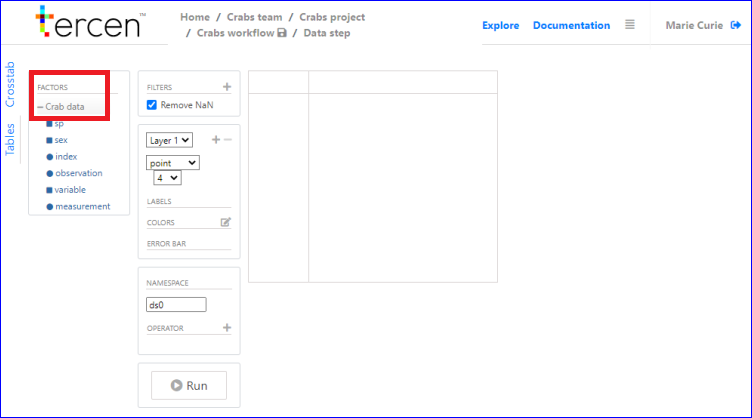 tercen™
Home / Crabs team / Crabs project
/ Crabs workflow / Data step
Explore
Documentation
Marie Curie
Crosstab
Tables
FACTORS
Crab data
sp
sex
index
observation
variable
measurement
FILTERS
Remove NaN
Layer 1
point
4
LABELS
COLORS
ERROR BAR
NAMESPACE
ds0
OPERATOR
Run